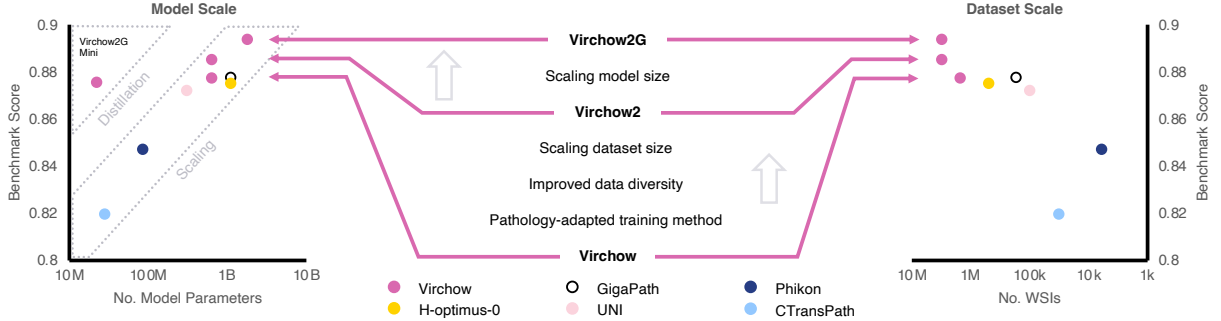 Model Scale
Dataset Scale
0.9
0.88
0.86
0.84
0.82
0.8
Benchmark Score
Virchow2G
Mini
Distillation
Scaling
10M
100M
1B
10B
No. Model Parameters
Virchow2G
Scaling model size
Virchow2
Scaling dataset size
Improved data diversity
Pathology-adapted training method
Virchow
0.9
0.88
0.86
0.84
0.82
0.8
Benchmark Score
10M
1M
100k
10k
1k
No. WSIs
Virchow
GigaPath
Phikon
H-optimus-0
UNI
CTransPath